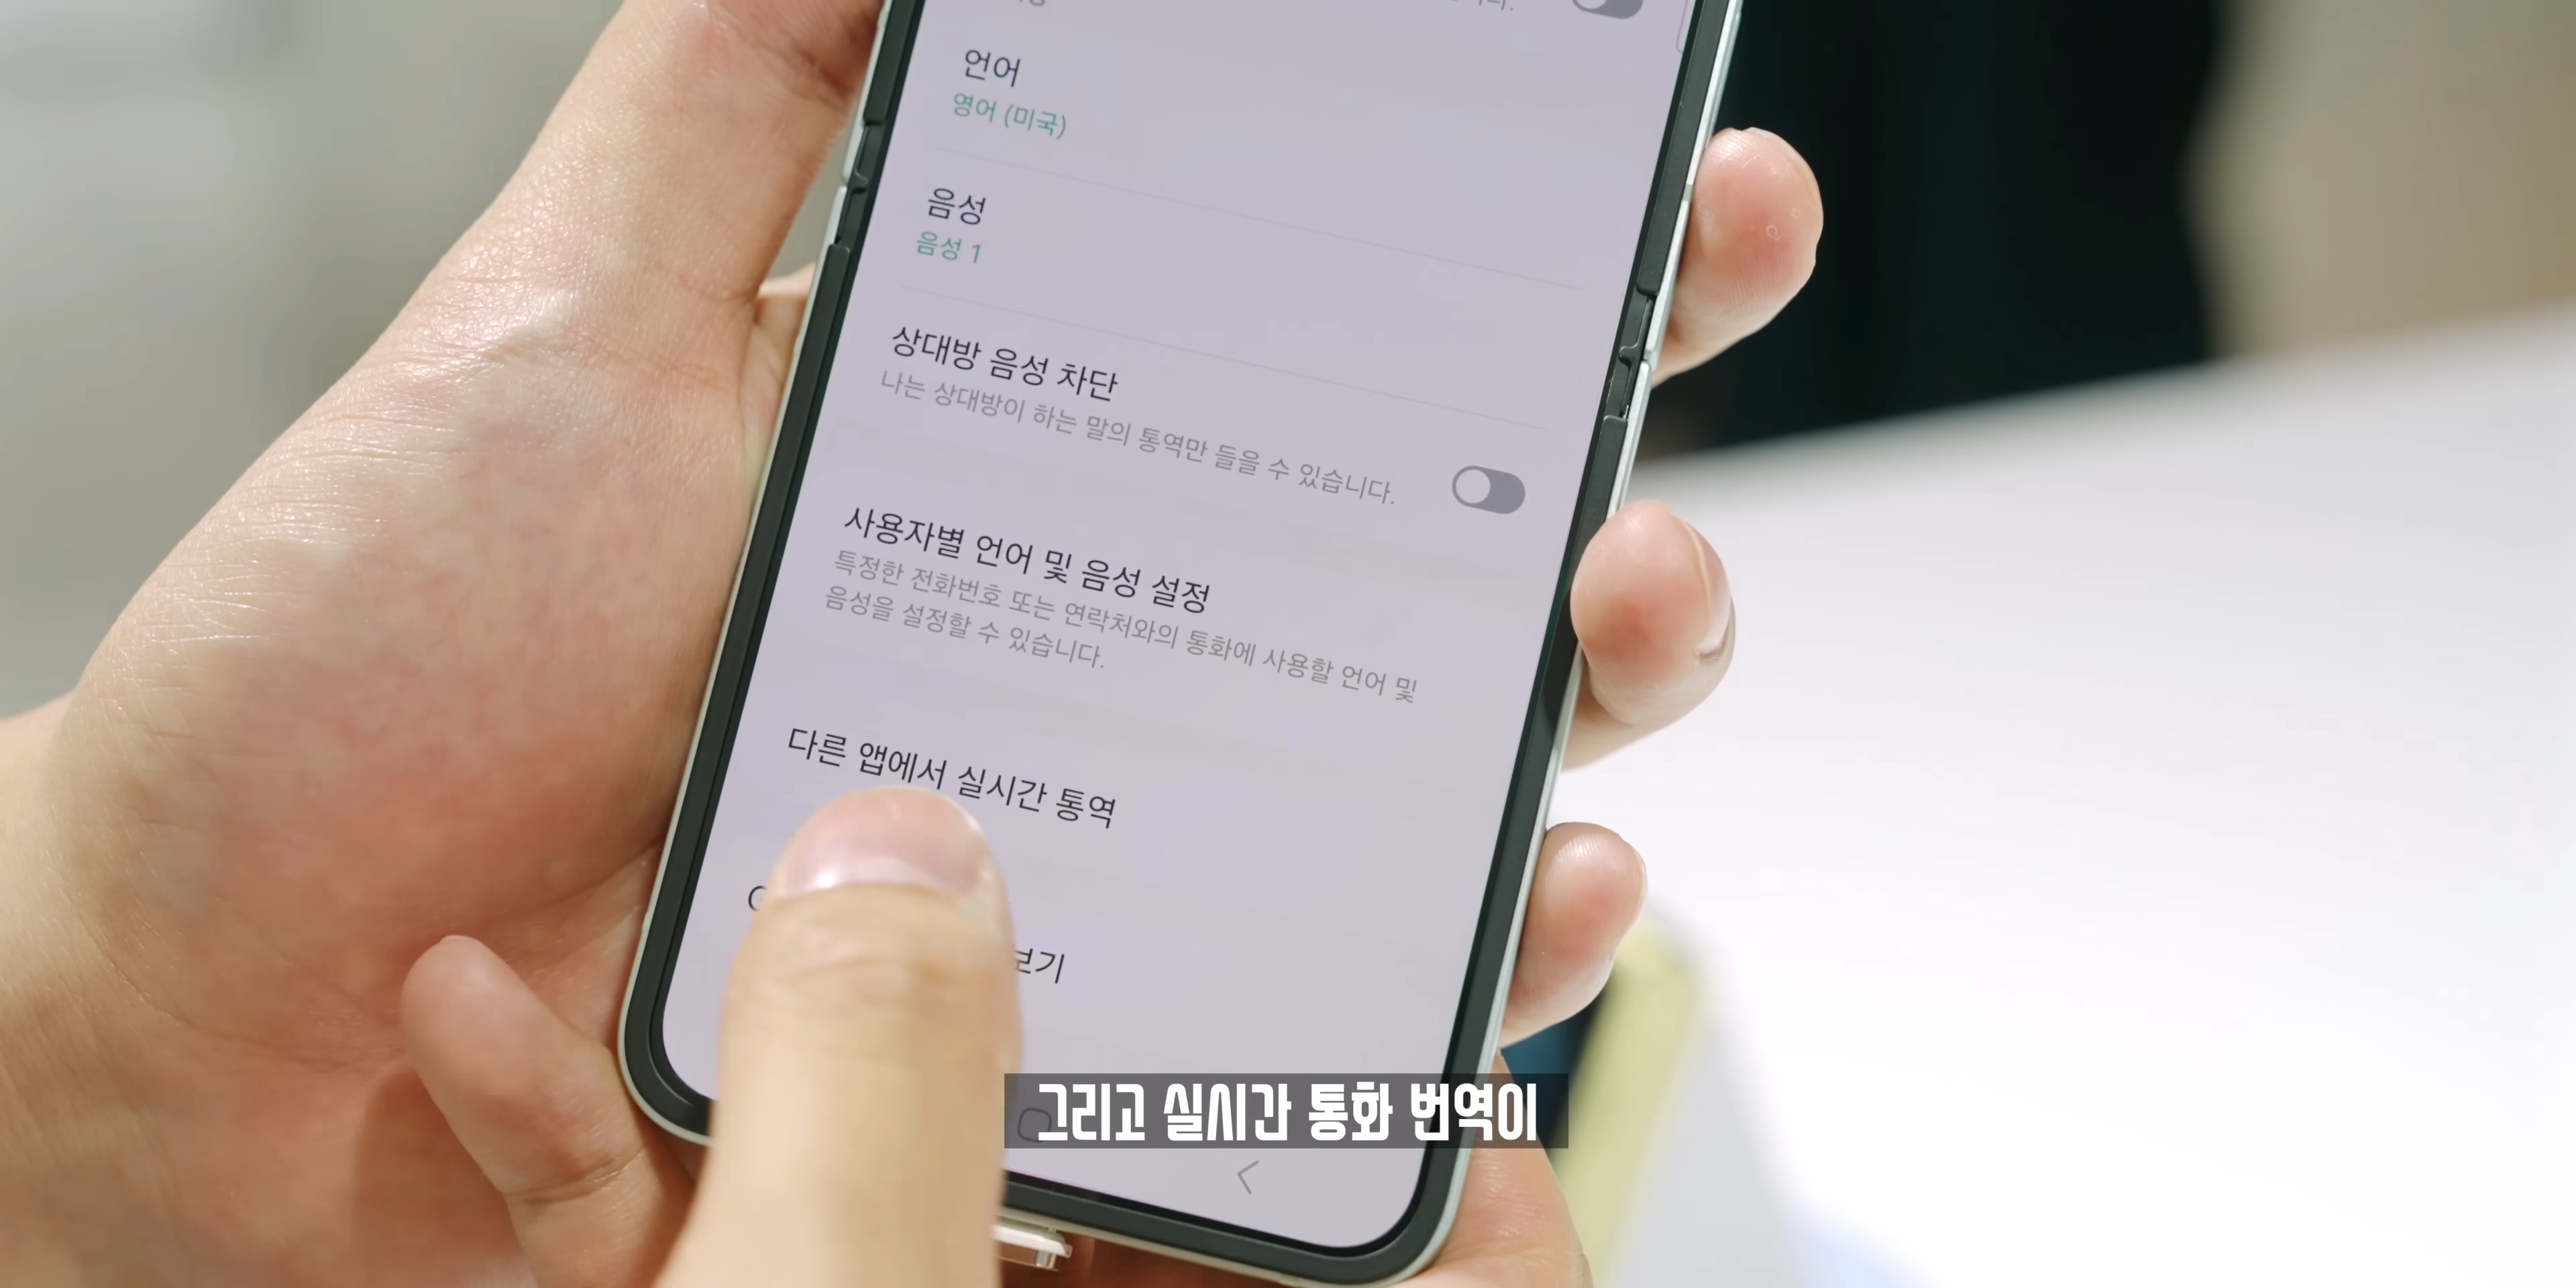 언어
영어 (미국)
음성
음성 1
상대방 음성 차단
나는 상대방이 하는 말의 통역만 들을 수 있습니다.
사용자별 언어 및 음성 설정
특정한 전화번호 또는 연락처와의 통화에 사용할 언어 및
음성을 설정할 수 있습니다.
다른 앱에서 실시간 통역
보기
그리고 실시간 통화 번역이